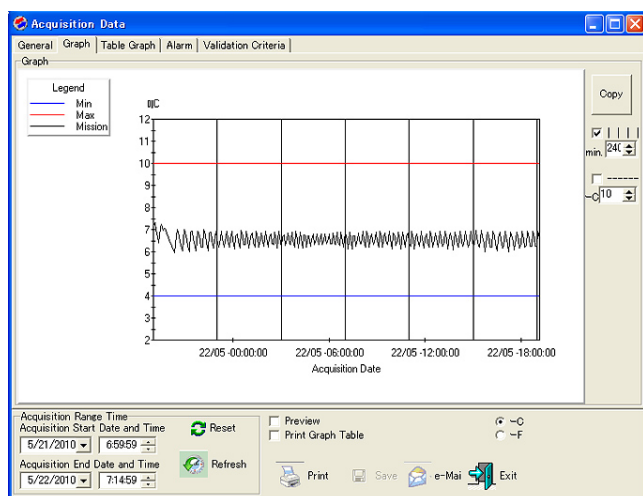 Acquisition Data
General Graph Table Graph Alarm Validation Criteria
Graph
Legend
Min
Max
Mission
Copy
min. 240
~C 10
12
11
10
9
8
7
6
5
4
3
2
22/05 -00:00:00 22/05 -06:00:00 22/05 -12:00:00 22/05 -18:00:00
Acquisition Date
Acquisition Range Time
Acquisition Start Date and Time
5/21/2010 6:59:59
Reset
Acquisition End Date and Time
5/22/2010 7:14:59
Refresh
Preview
Print Graph Table
~C
~F
Print Save e-Mai Exit